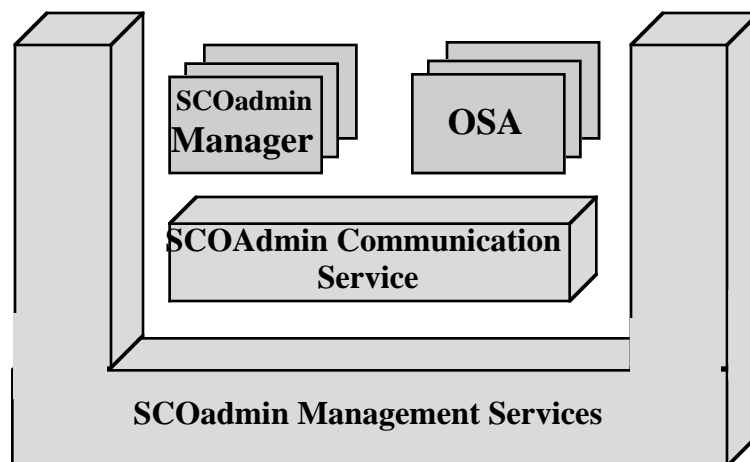 SCOadmin
Manager
OSA
SCOAdmin Communication
Service
SCOadmin Management Services